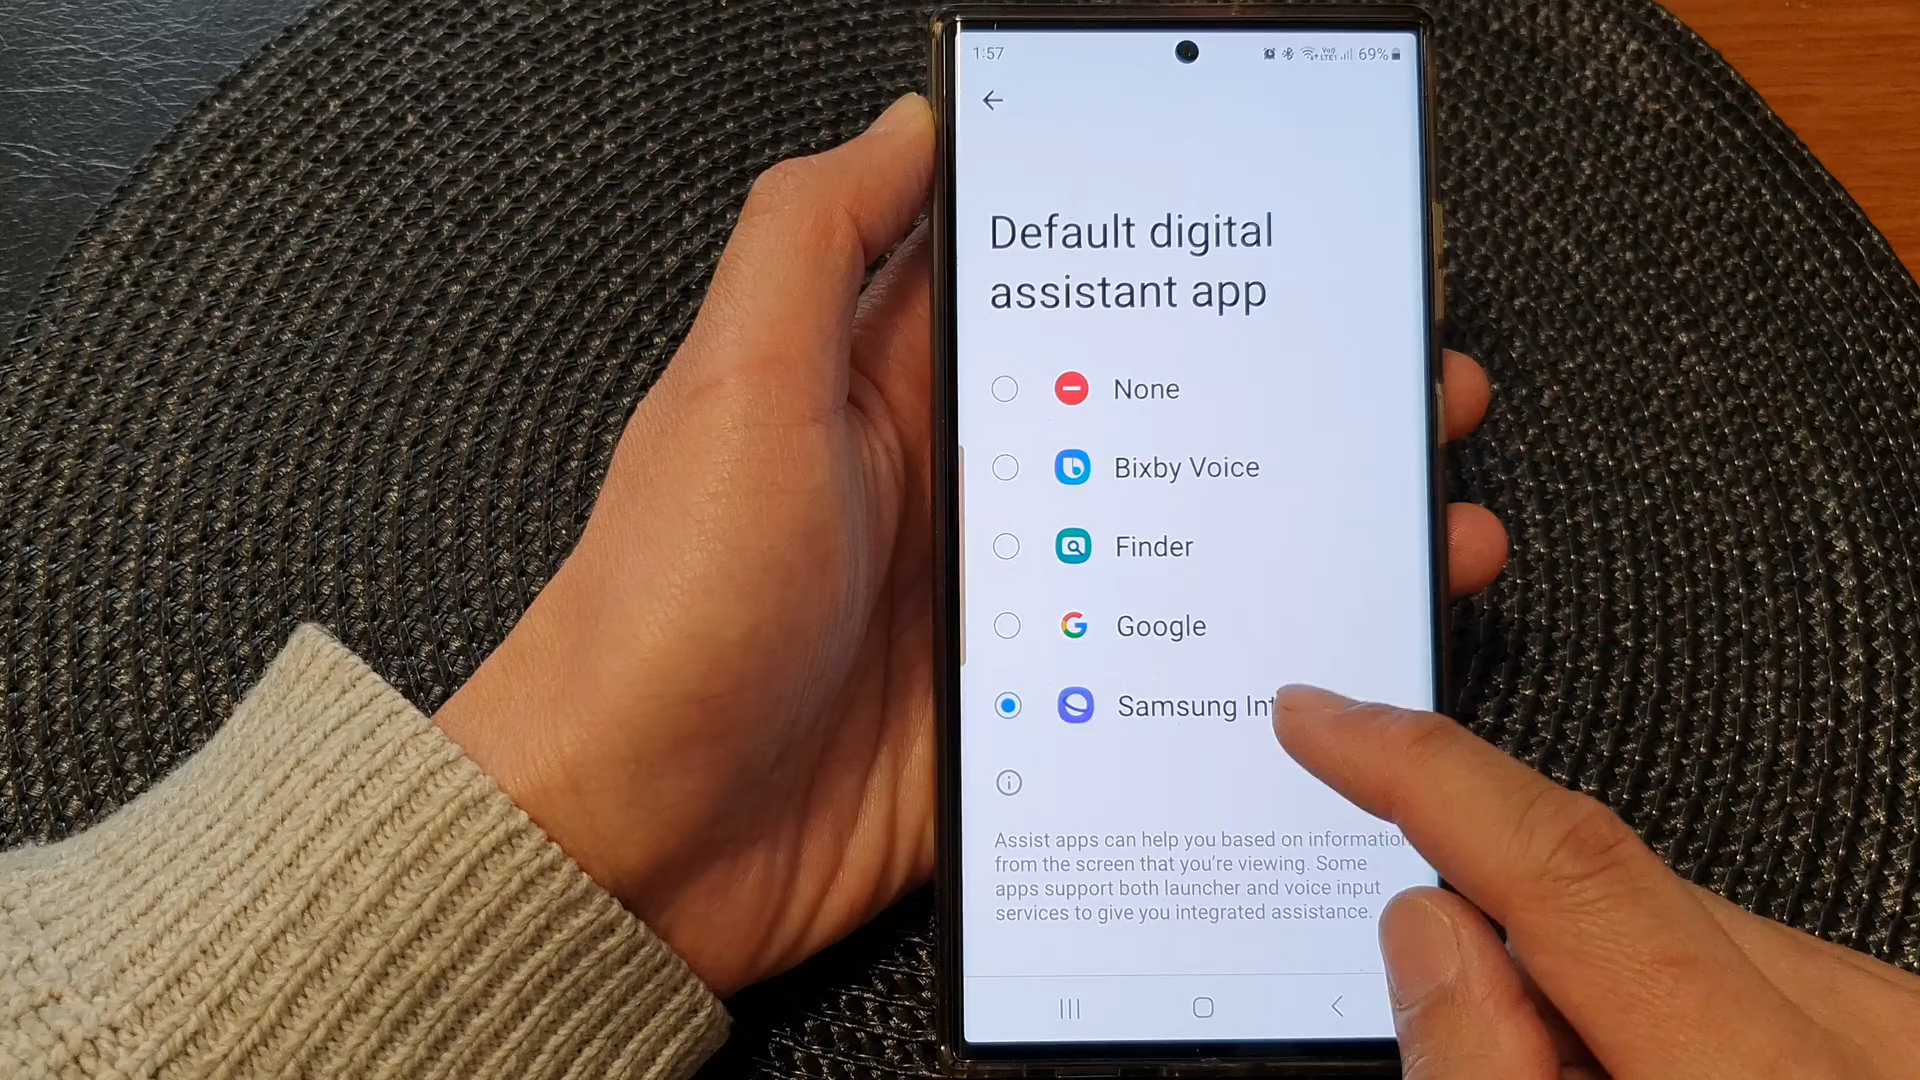 1:57
69%
Default digital
assistant app
None
Bixby Voice
Finder
Google
Samsung Int
Assist apps can help you based on information
from the screen that you're viewing. Some
apps support both launcher and voice input
services to give you integrated assistance.